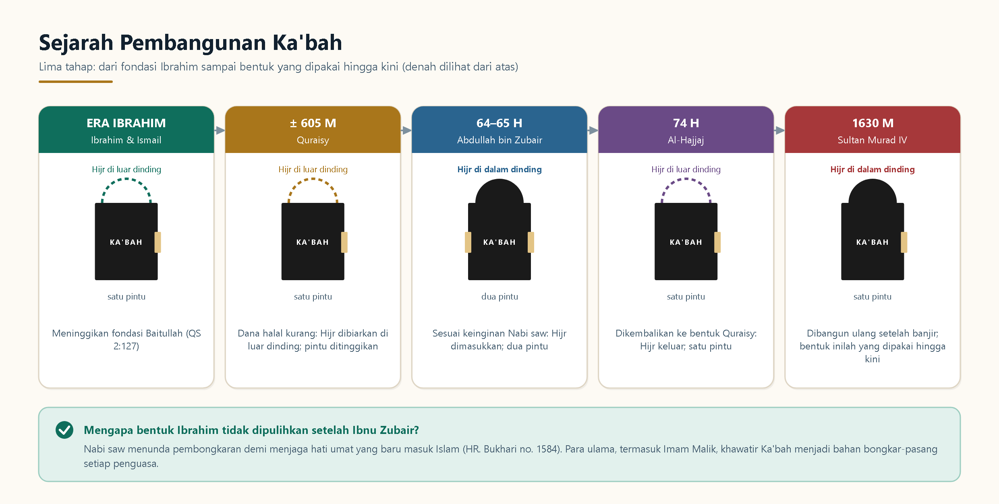 Sejarah Pembangunan Ka'bah
Lima tahap: dari fondasi Ibrahim sampai bentuk yang dipakai hingga kini (denah dilihat dari atas)
ERA IBRAHIM
Ibrahim & Ismail
Hijr di luar dinding
KA'BAH
satu pintu
Meninggikan fondasi Baitullah (QS
2:127)
± 605 M
Quraisy
Hijr di luar dinding
KA'BAH
satu pintu
Dana halal kurang: Hijr dibiarkan di
luar dinding; pintu ditinggikan
64–65 H
Abdullah bin Zubair
Hijr di dalam dinding
KA'BAH
dua pintu
Sesuai keinginan Nabi saw: Hijr
dimasukkan; dua pintu
74 H
Al-Hajjaj
Hijr di luar dinding
KA'BAH
satu pintu
Dikembalikan ke bentuk Quraisy:
Hijr keluar; satu pintu
1630 M
Sultan Murad IV
Hijr di dalam dinding
KA'BAH
satu pintu
Dibangun ulang setelah banjir;
bentuk inilah yang dipakai hingga
kini
Mengapa bentuk Ibrahim tidak dipulihkan setelah Ibnu Zubair?
Nabi saw menunda pembongkaran demi menjaga hati umat yang baru masuk Islam (HR. Bukhari no. 1584). Para ulama, termasuk Imam Malik, khawatir Ka'bah menjadi bahan bongkar-pasang
setiap penguasa.